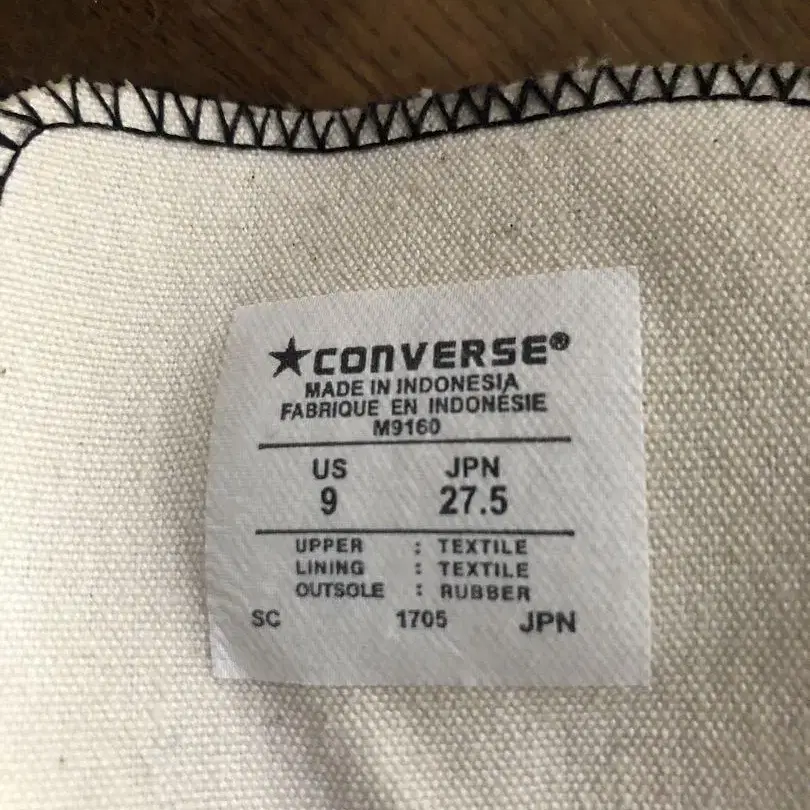 ★CONVERSE®
MADE IN INDONESIA
FABRIQUE EN INDONÉSIE
M9160
US JPN
9 27.5
UPPER : TEXTILE
LINING : TEXTILE
OUTSOLE : RUBBER
SC 1705 JPN